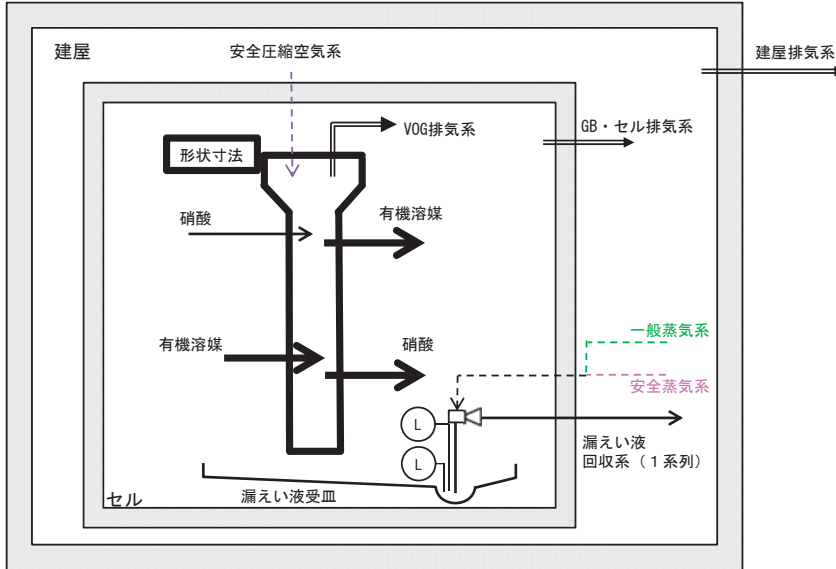 建屋
安全圧縮空気系
建屋排気系
VOG排気系
GB・セル排気系
形状寸法
硝酸
有機溶媒
一般蒸気系
有機溶媒
硝酸
安全蒸気系
L
漏えい液
回収系（１系列）
L
セル
漏えい液受皿